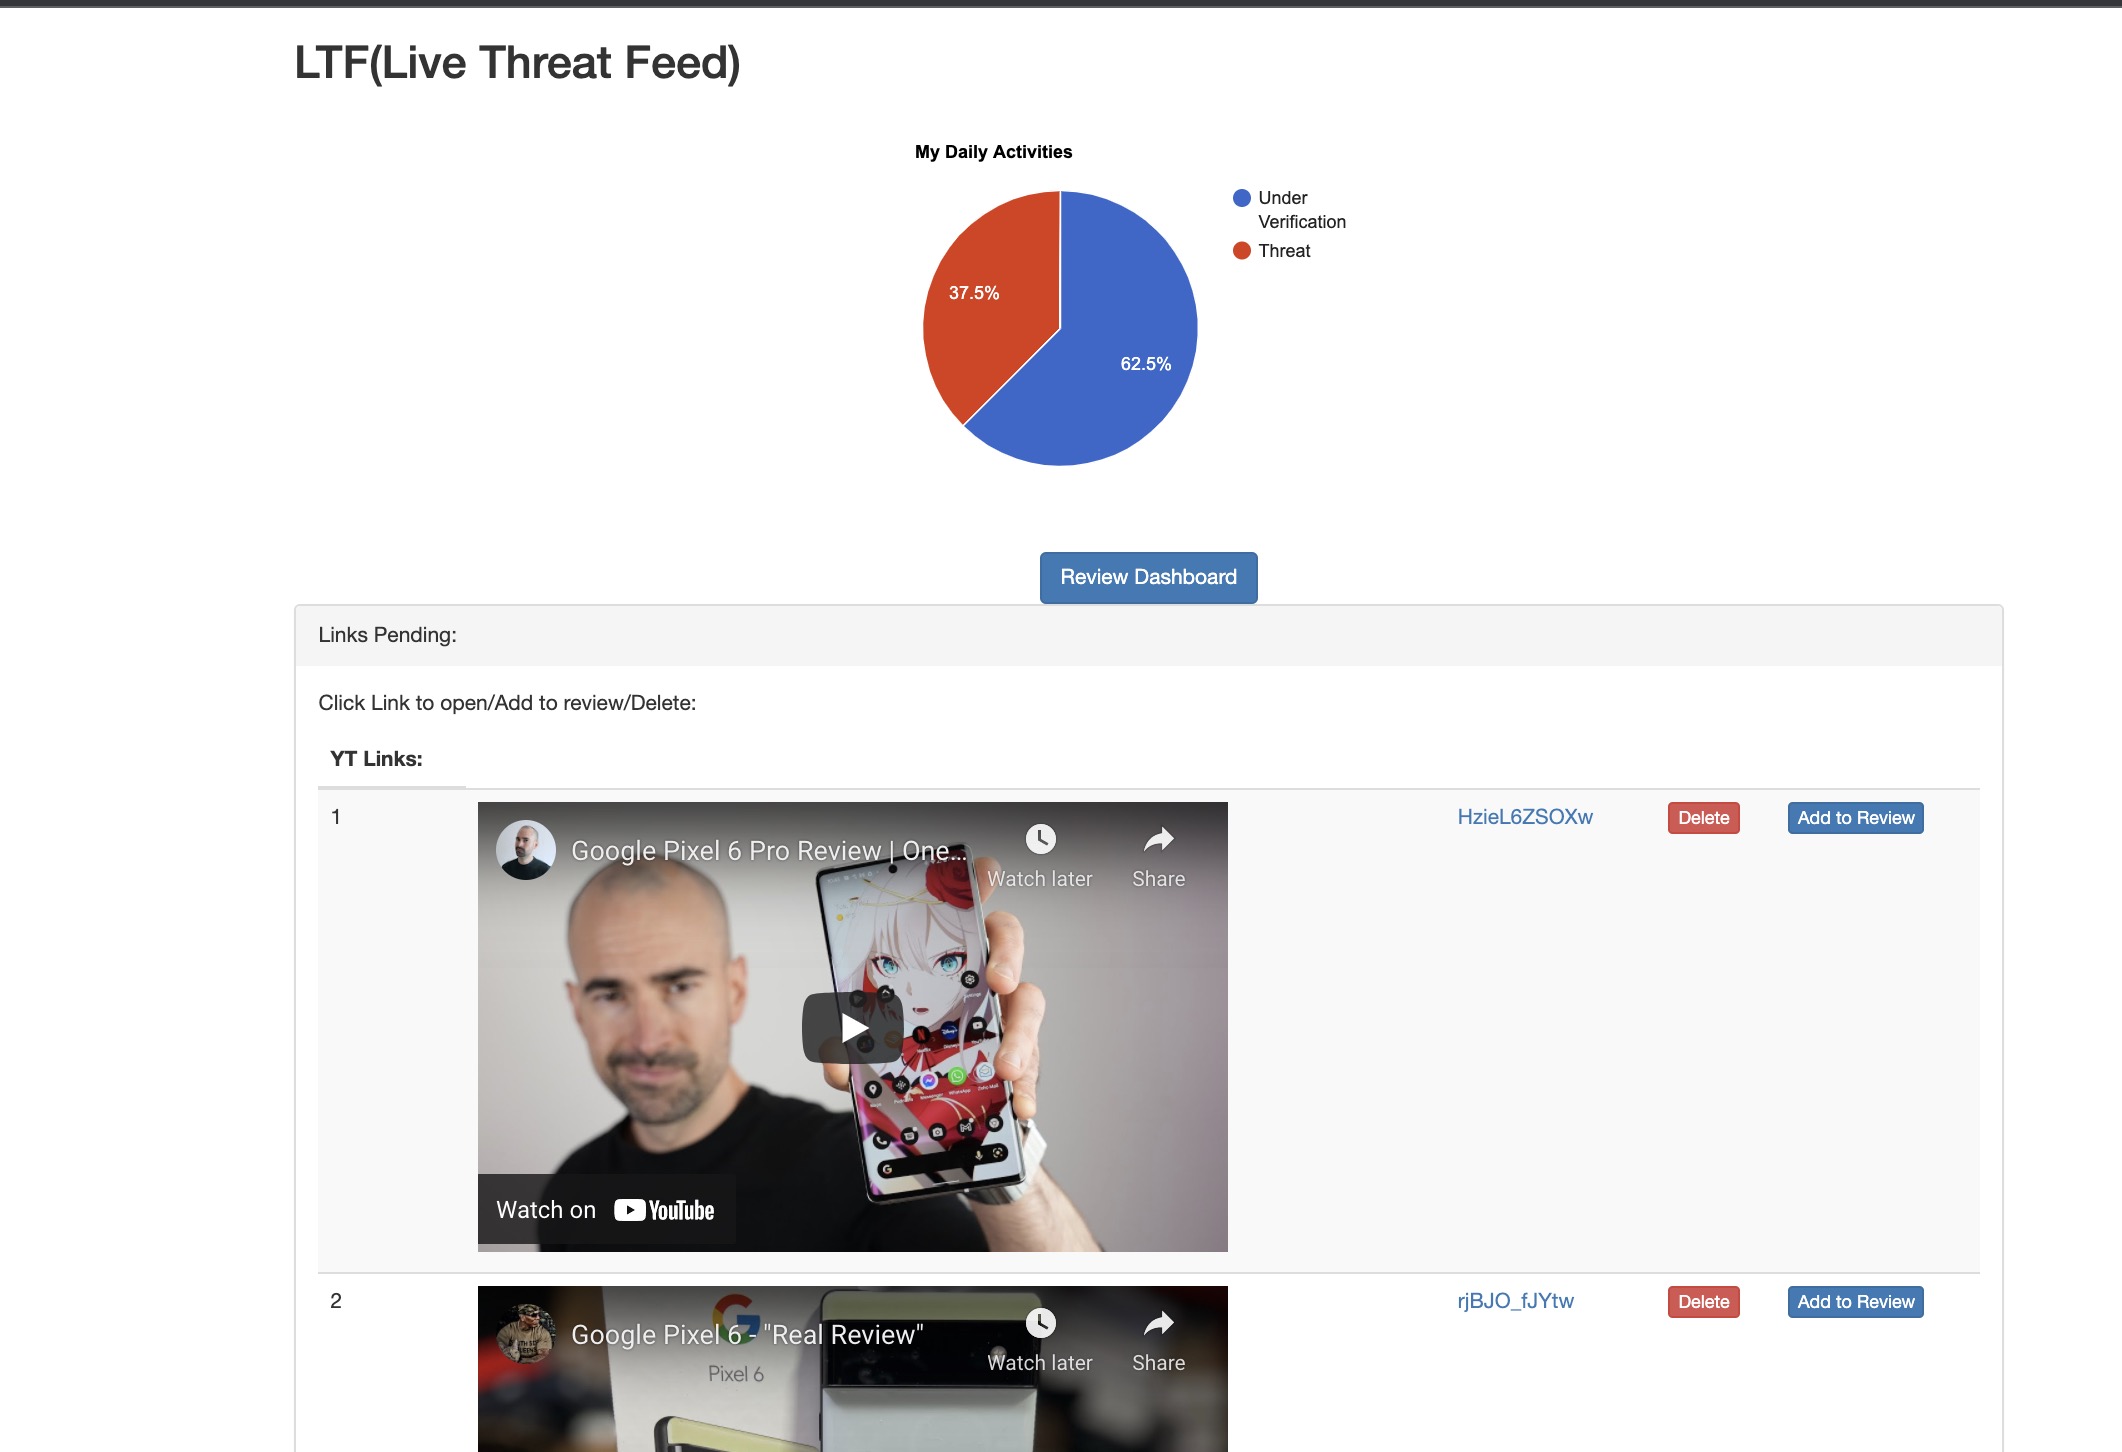 LTF(Live Threat Feed)
My Daily Activities
Under
Verification
Threat
37.5%
62.5%
Review Dashboard
Links Pending:
Click Link to open/Add to review/Delete:
YT Links:
1
Google Pixel 6 Pro Review | One...
Watch later
Share
HzieL6ZSOXw
Delete
Add to Review
Watch on YouTube
2
Google Pixel 6 - "Real Review"
Watch later
Share
Pixel 6
rjBJO_fJYtw
Delete
Add to Review